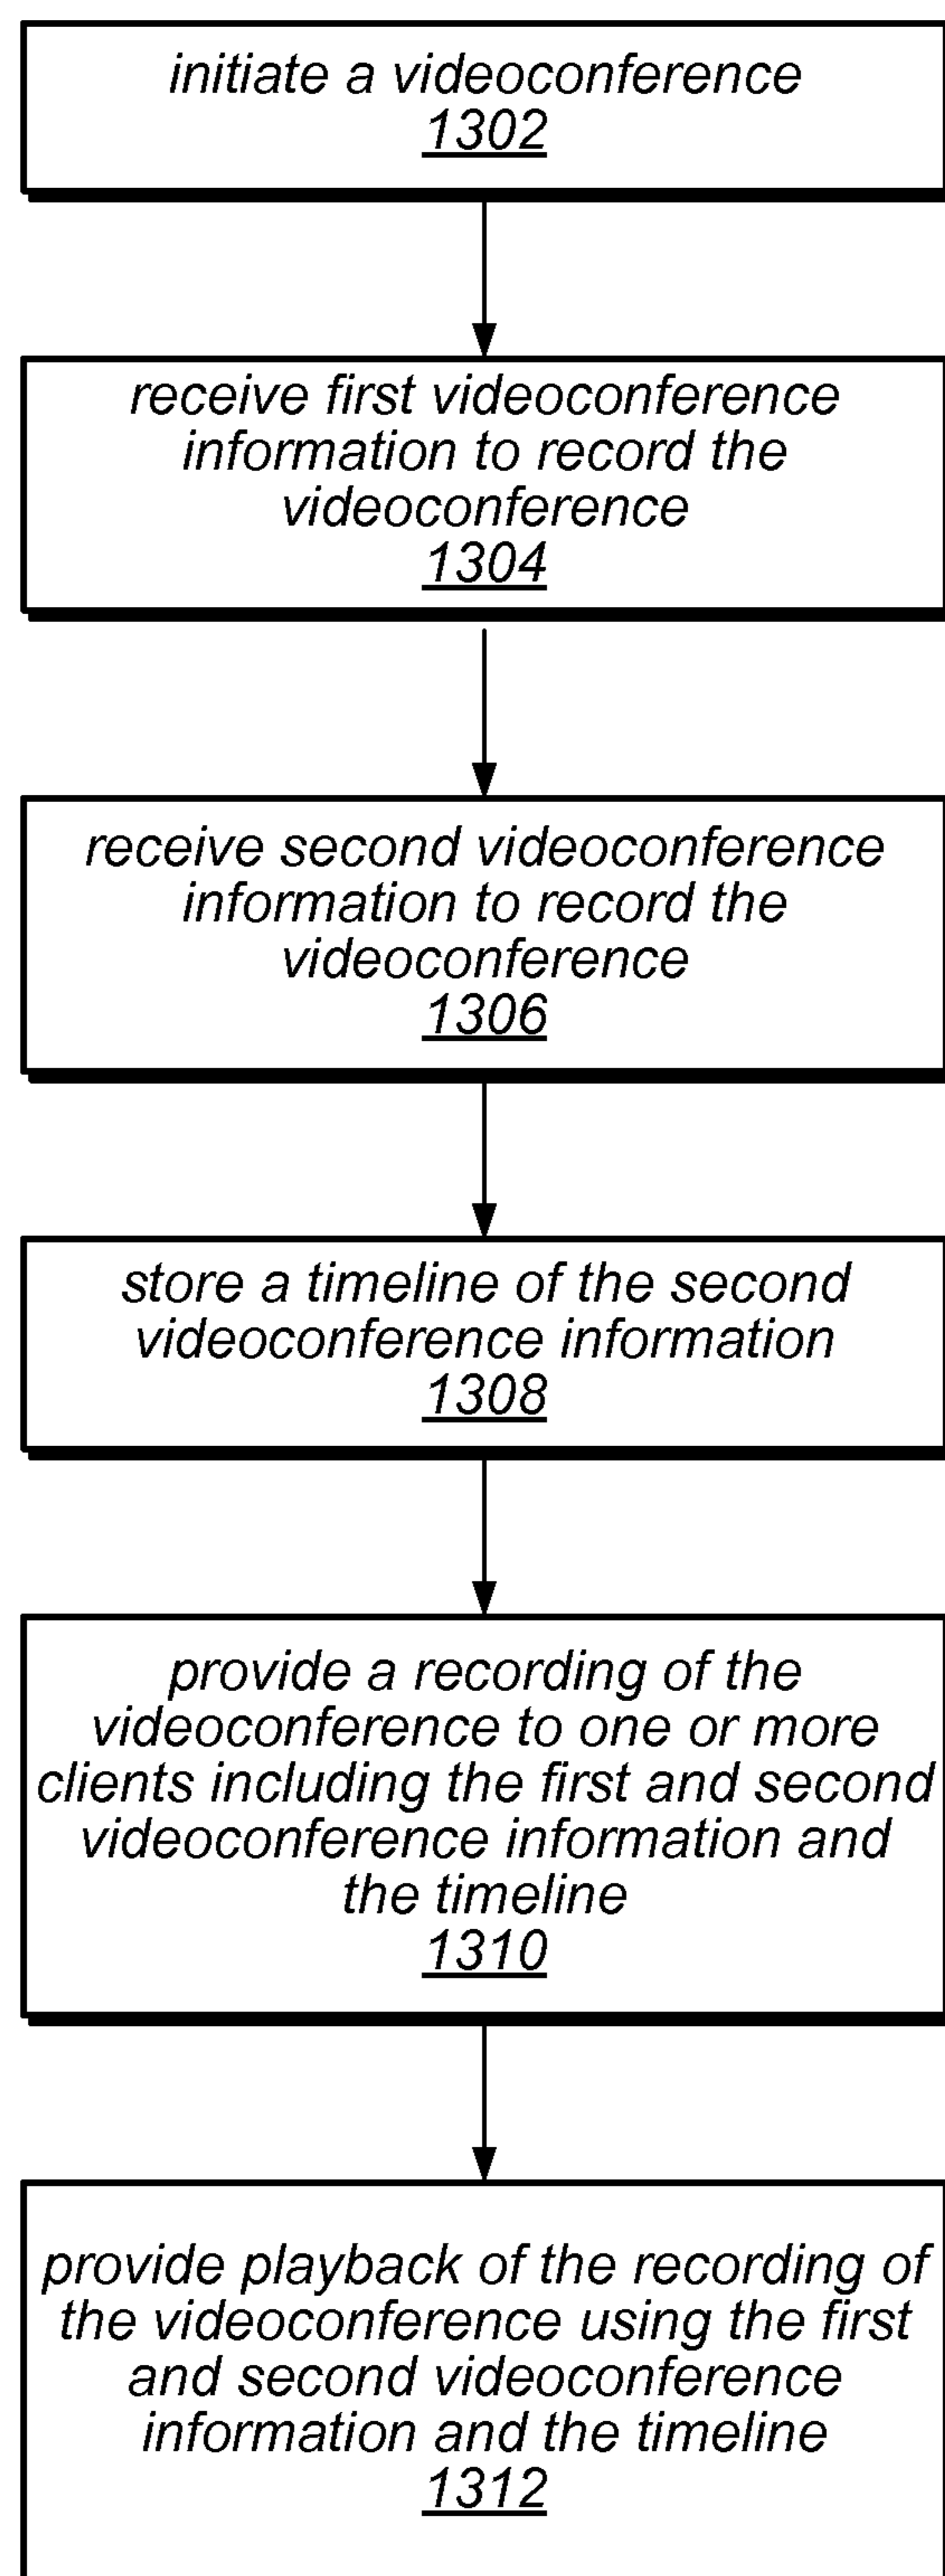 initiate a videoconference
1302
receive first videoconference
information to record the
videoconference
1304
receive second videoconference
information to record the
videoconference
1306
store a timeline of the second
videoconference information
1308
provide a recording of the
videoconference to one or more
clients including the first and second
videoconference information and
the timeline
1310
provide playback of the recording of
the videoconference using the first
and second videoconference
information and the timeline
1312